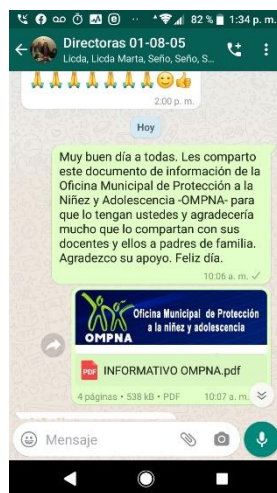 82 % 1:34 p. m.
Directoras 01-08-05
Licda, Licda Marta, Seño, Seño, S...
2:00 p. m.
Hoy
Muy buen día a todas. Les comparto
este documento de información de la
Oficina Municipal de Protección a la
Niñez y Adolescencia -OMPNA- para
que lo tengan ustedes y agradecería
mucho que lo compartan con sus
docentes y ellos a padres de familia.
Agradezco su apoyo. Feliz día.
10:06 a. m.
Oficina Municipal de Protección
a la niñez y adolescencia
OMPNA
PDF INFORMATIVO OMPNA.pdf
4 páginas • 538 kB • PDF 10:07 a. m.
Mensaje